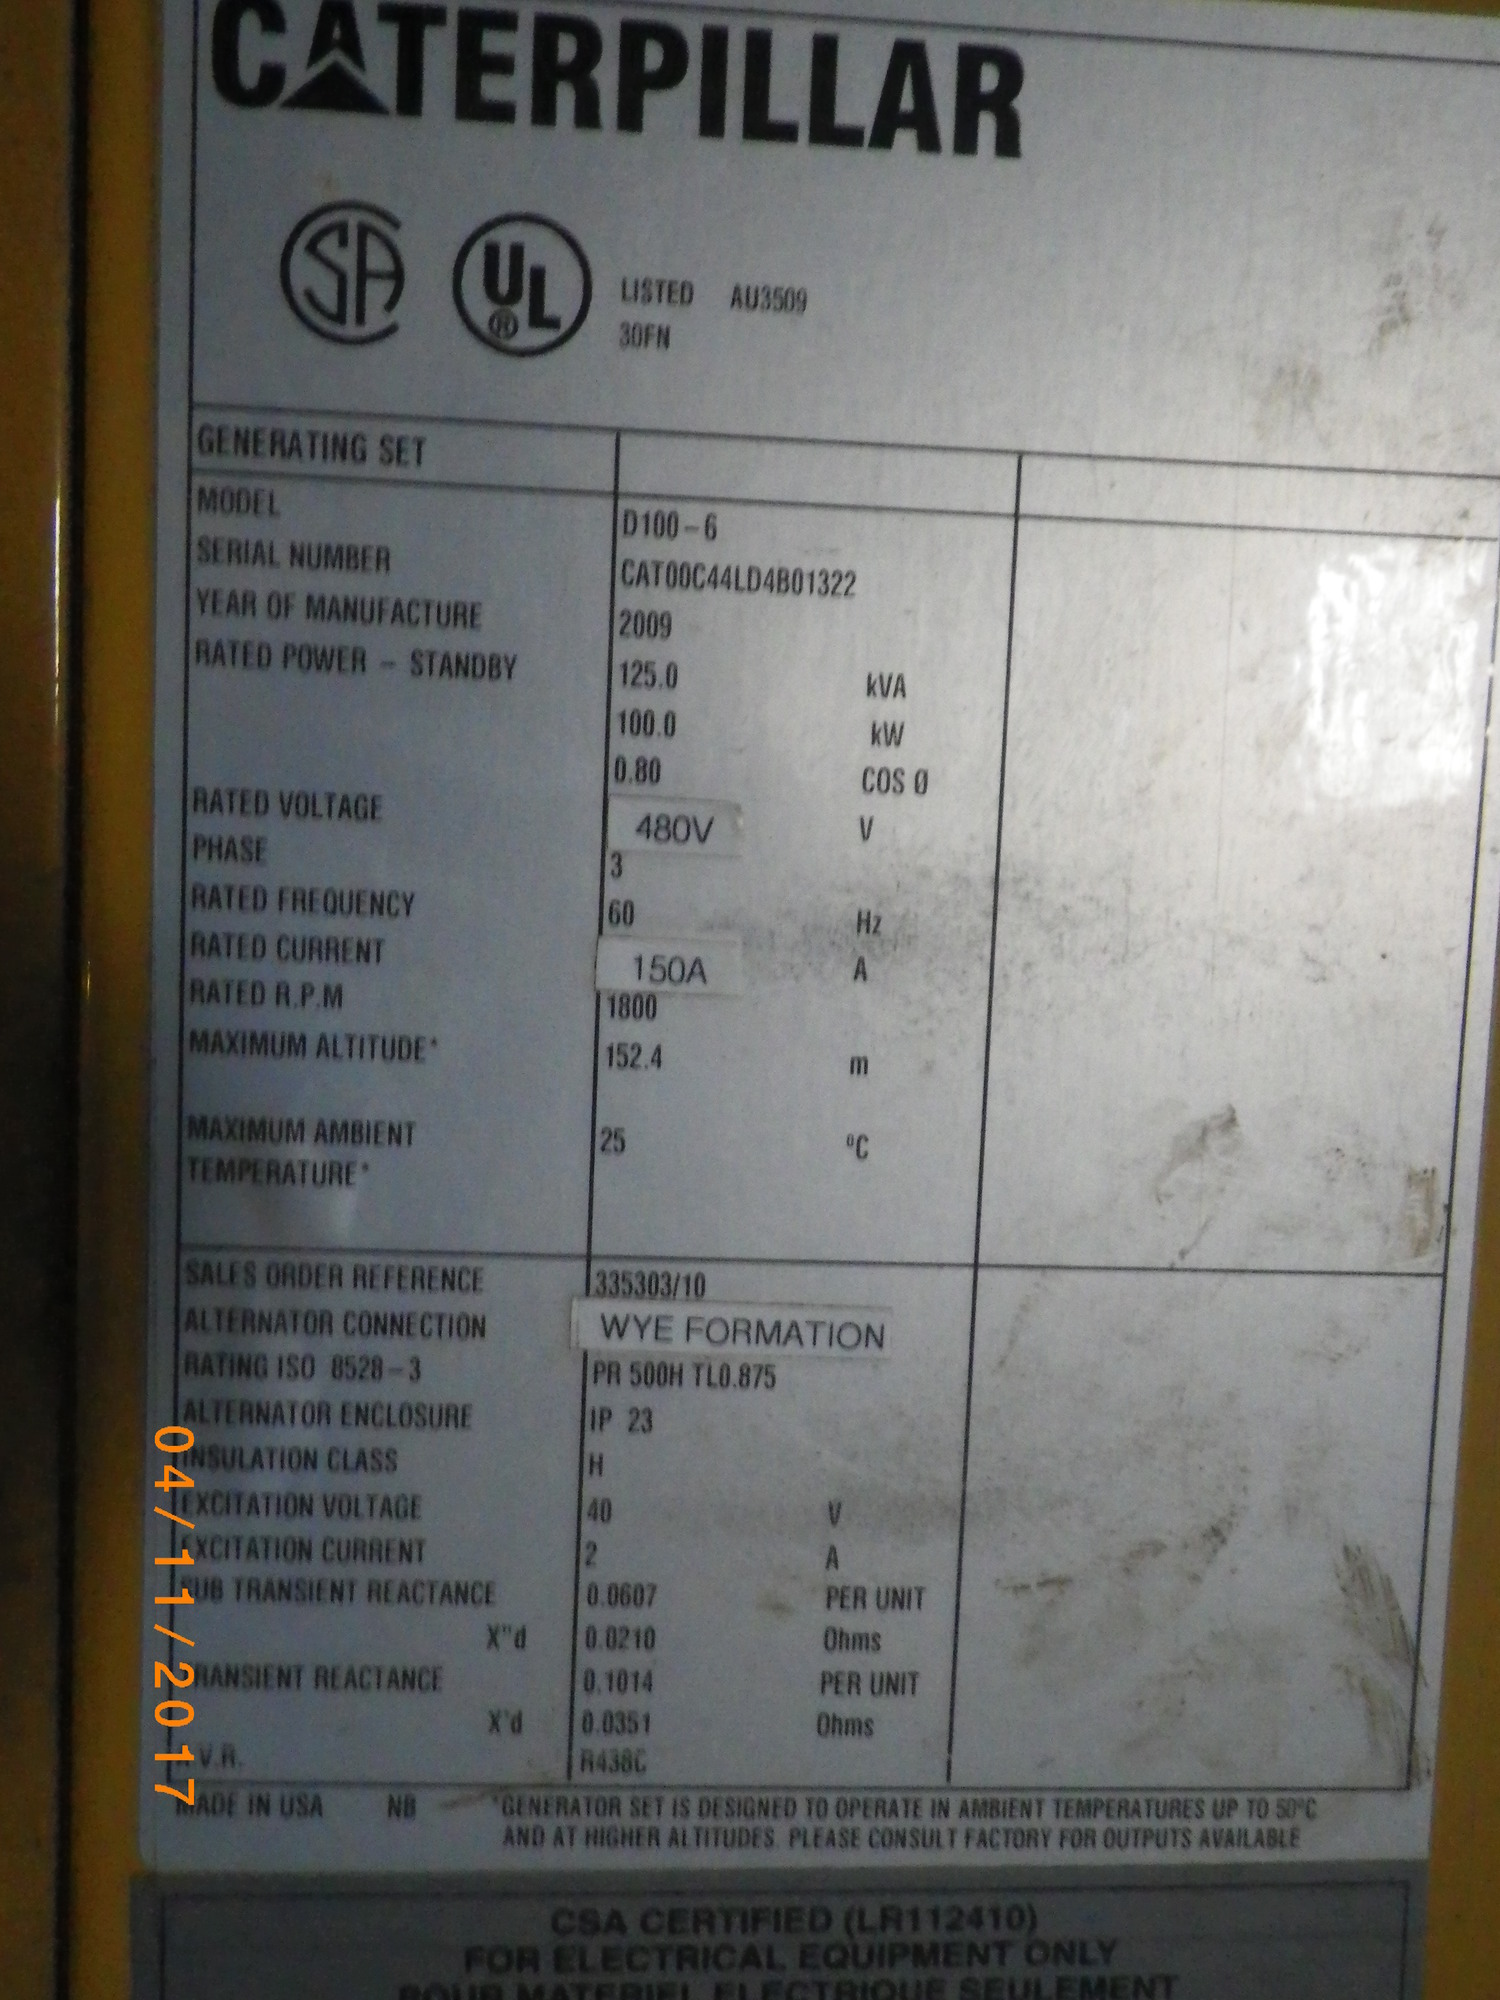 CATERPILLAR
SA UL ® LISTED AU3509
30FN
GENERATING SET
MODEL D100-6
SERIAL NUMBER CAT00C44LD4B01322
YEAR OF MANUFACTURE 2009
RATED POWER - STANDBY 125.0 kVA
100.0 kW
0.80 COS Ø
RATED VOLTAGE 480V V
PHASE 3
RATED FREQUENCY 60 Hz
RATED CURRENT 150A A
RATED R.P.M 1800
MAXIMUM ALTITUDE* 152.4 m
MAXIMUM AMBIENT 25 °C
TEMPERATURE*
SALES ORDER REFERENCE 335303/10
ALTERNATOR CONNECTION WYE FORMATION
RATING ISO 8528-3 PR 500H TL0.875
ALTERNATOR ENCLOSURE IP 23
INSULATION CLASS H
EXCITATION VOLTAGE 40 V
EXCITATION CURRENT 2 A
SUB TRANSIENT REACTANCE 0.0607 PER UNIT
X"d 0.0210 Ohms
TRANSIENT REACTANCE 0.1014 PER UNIT
X'd 0.0351 Ohms
V.R. R438C
MADE IN USA NB *GENERATOR SET IS DESIGNED TO OPERATE IN AMBIENT TEMPERATURES UP TO 50°C
AND AT HIGHER ALTITUDES. PLEASE CONSULT FACTORY FOR OUTPUTS AVAILABLE
CSA CERTIFIED (LR112410)
FOR ELECTRICAL EQUIPMENT ONLY
POUR MATERIEL ELECTRIQUE SEULEMENT
04/11/2017